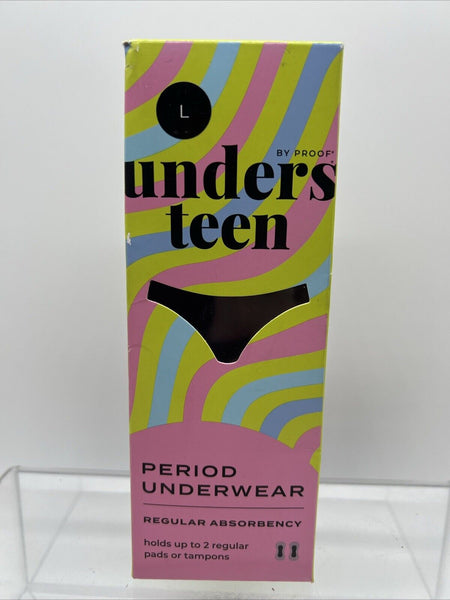 L
BY PROOF®
unders
teen
PERIOD
UNDERWEAR
REGULAR ABSORBENCY
holds up to 2 regular
pads or tampons